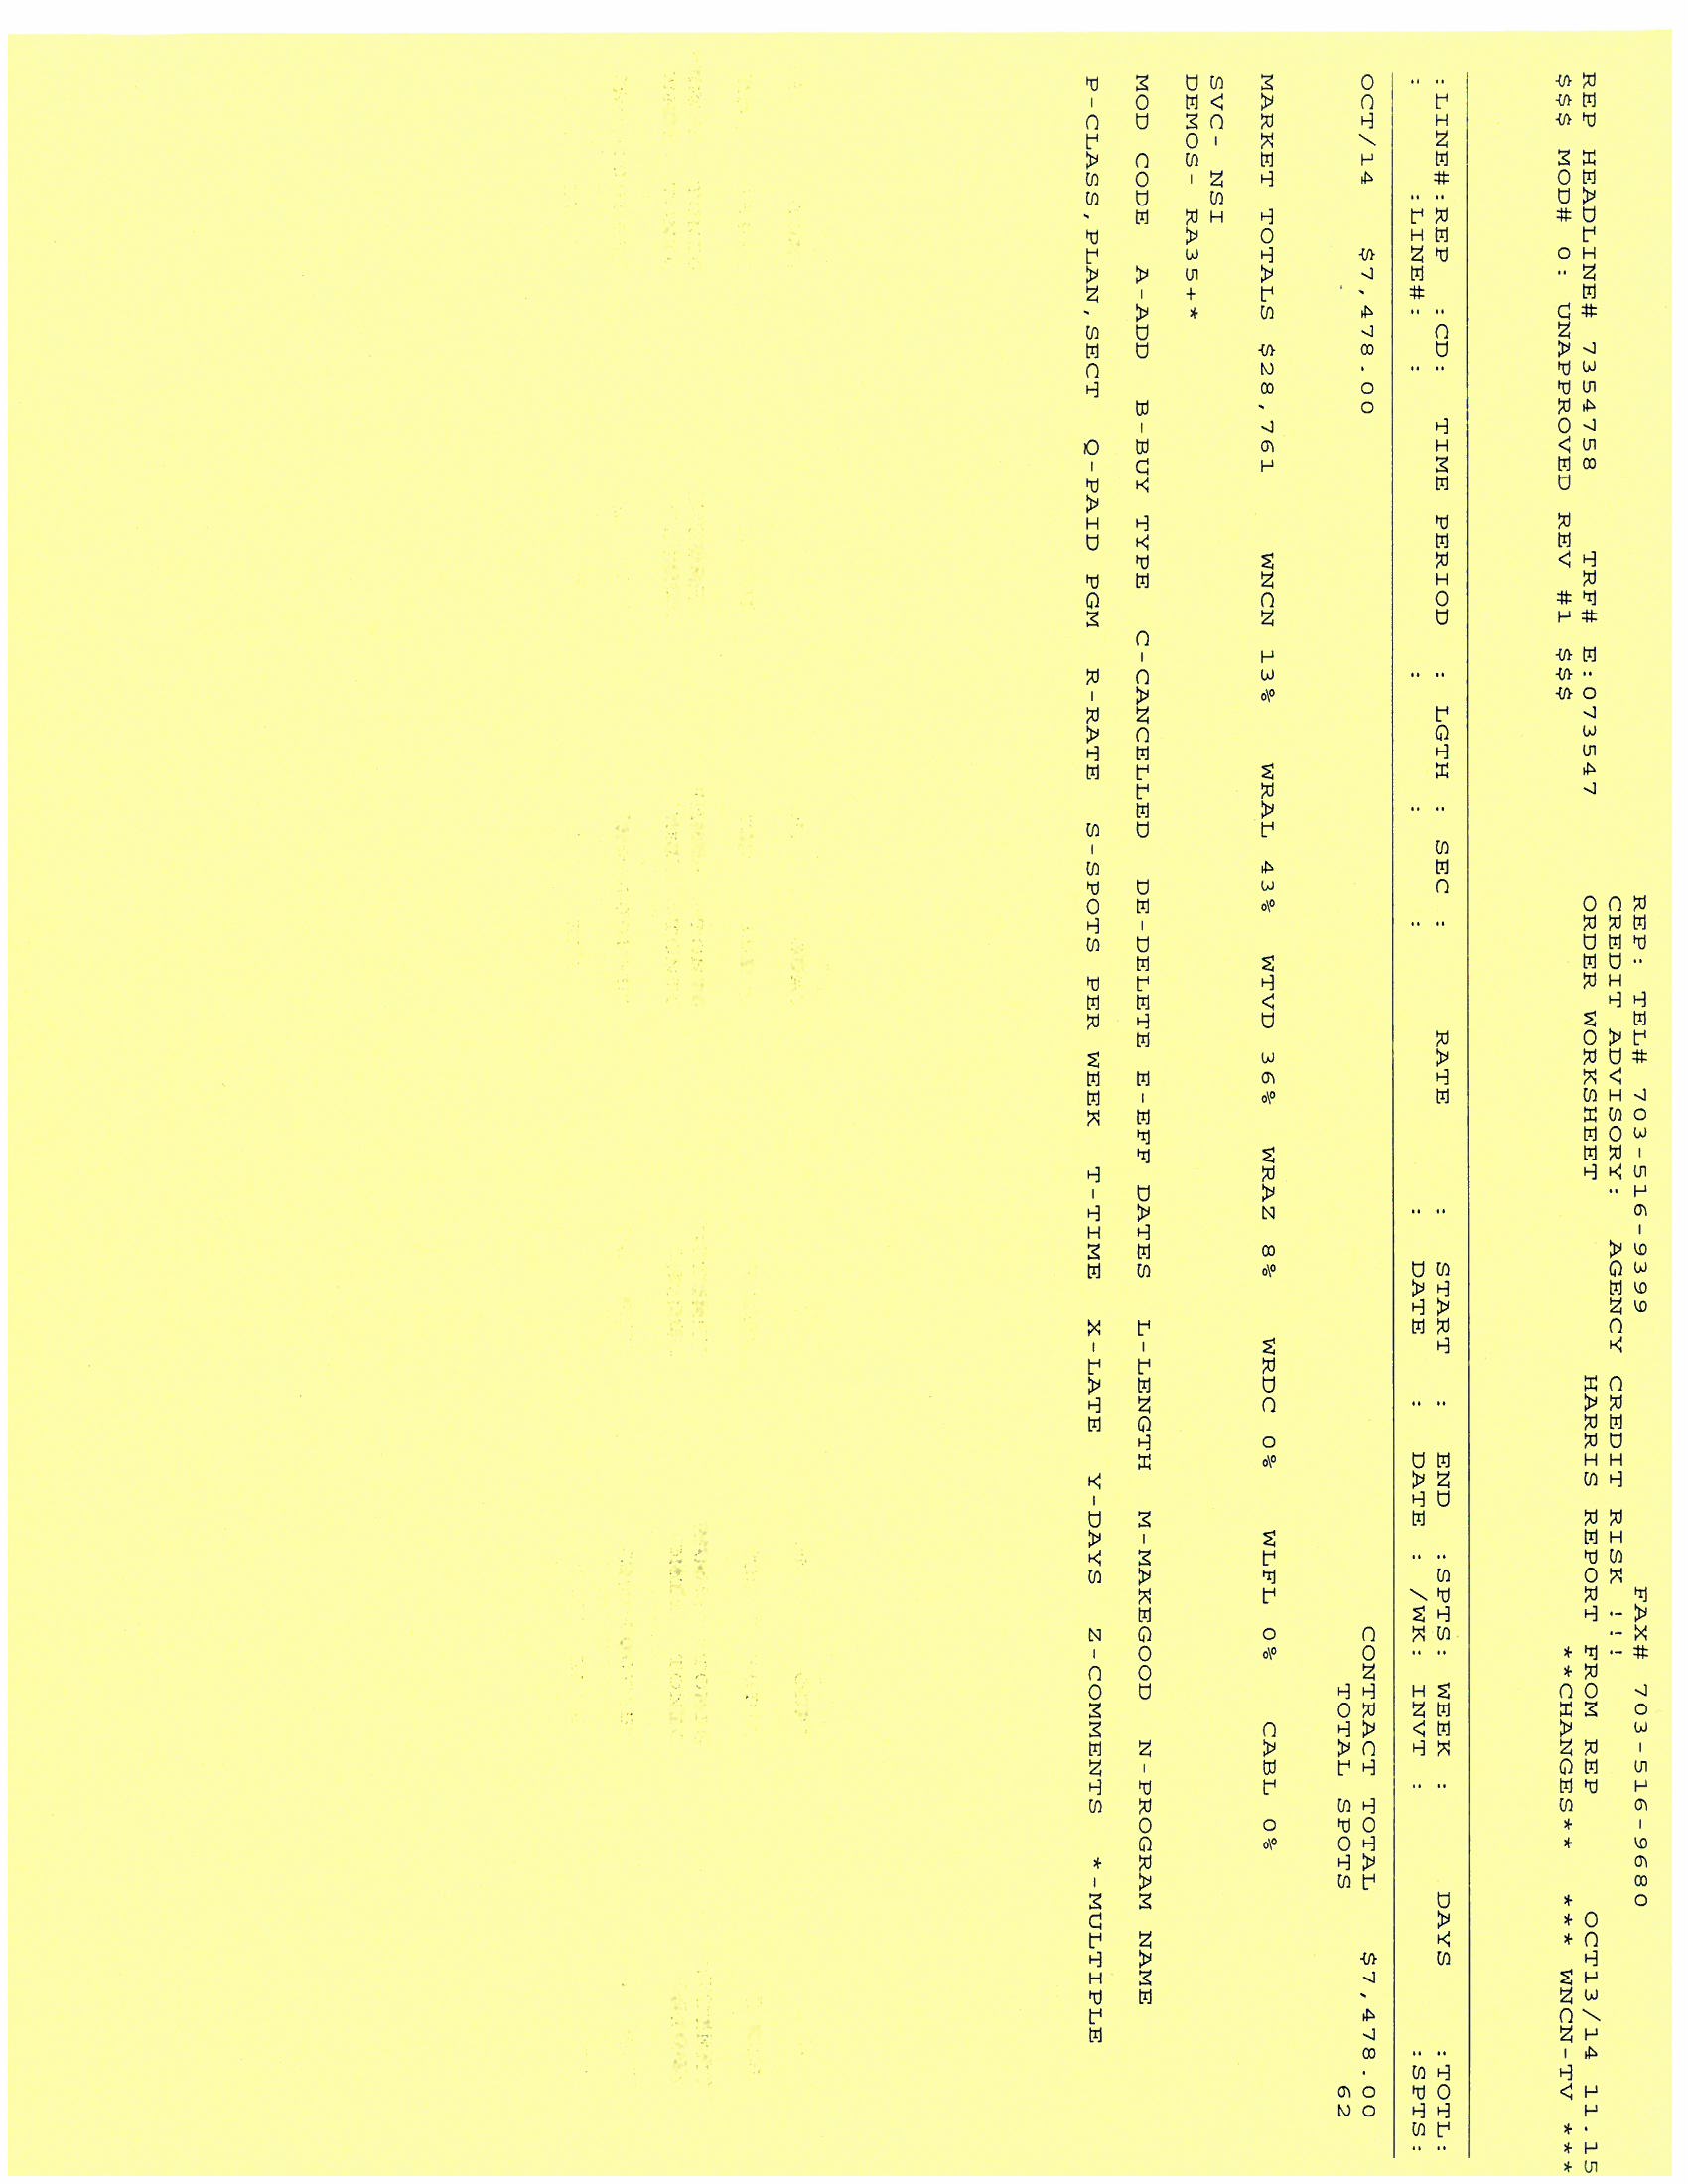 REP: TEL# 703-516-9399 FAX# 703-516-9680
CREDIT ADVISORY: AGENCY CREDIT RISK !!!
REP HEADLINE# 7354758 TRF# E:073547 ORDER WORKSHEET HARRIS REPORT FROM REP OCT13/14 11.15
$$$ MOD# 0: UNAPPROVED REV #1 $$$ **CHANGES** *** WNCN-TV ***
:LINE#:REP :CD: TIME PERIOD : LGTH : SEC : RATE : START : END :SPTS: WEEK : DAYS :TOTL:
: :LINE#: : : : : : DATE : DATE : /WK: INVT : :SPTS:
OCT/14 $7,478.00 CONTRACT TOTAL $7,478.00
TOTAL SPOTS 62
MARKET TOTALS $28,761 WNCN 13% WRAL 43% WTVD 36% WRAZ 8% WRDC 0% WLFL 0% CABL 0%
SVC- NSI
DEMOS- RA35+*
MOD CODE A-ADD B-BUY TYPE C-CANCELLED DE-DELETE E-EFF DATES L-LENGTH M-MAKEGOOD N-PROGRAM NAME
P-CLASS,PLAN,SECT Q-PAID PGM R-RATE S-SPOTS PER WEEK T-TIME X-LATE Y-DAYS Z-COMMENTS *-MULTIPLE